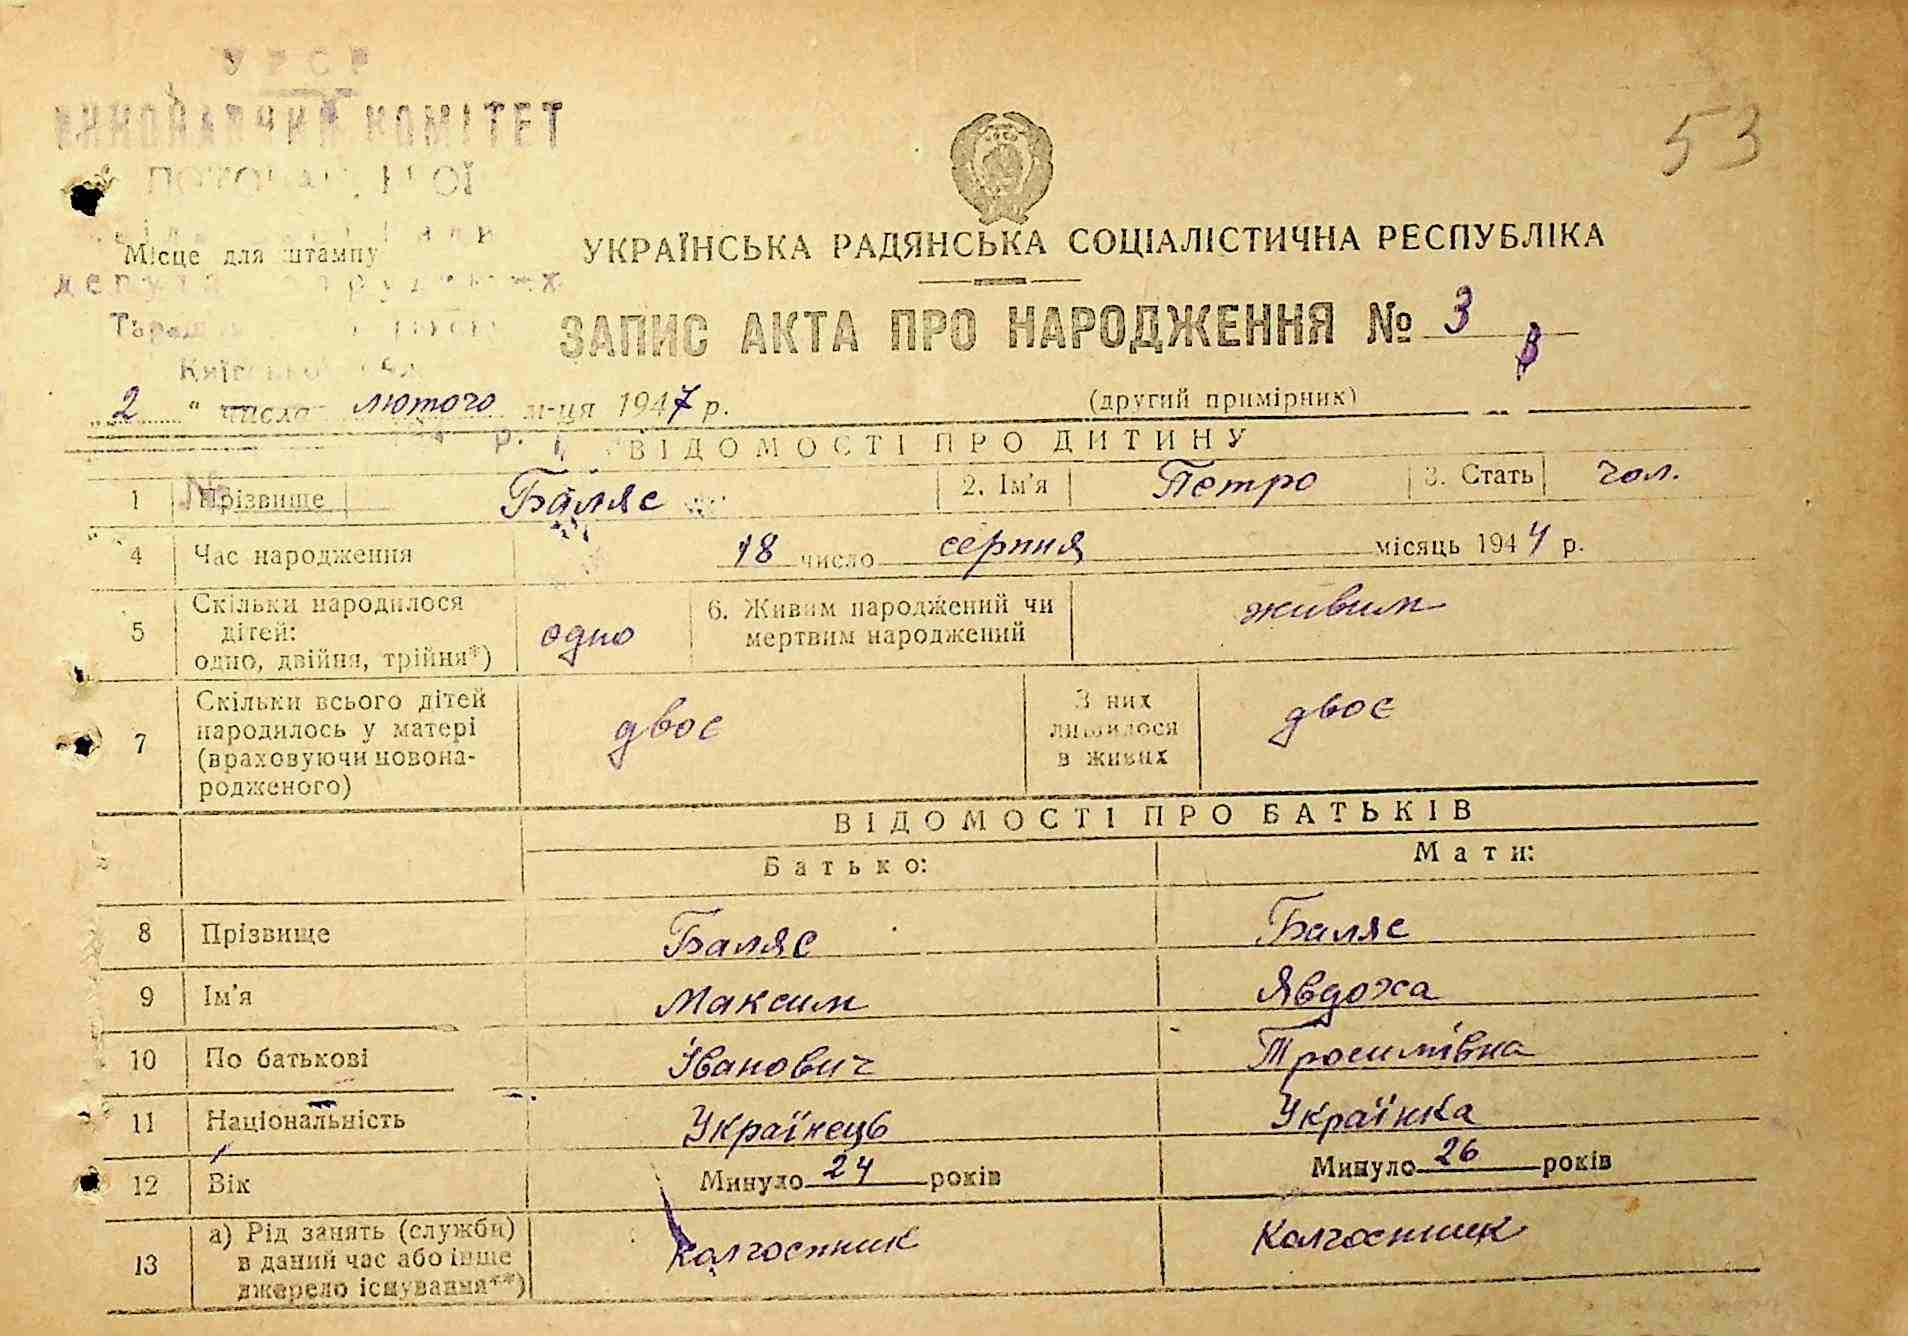 УРСР
ВИКОНАВЧИЙ КОМІТЕТ
53
УКРАЇНСЬКА РАДЯНСЬКА СОЦІАЛІСТИЧНА РЕСПУБЛІКА
Місце для штампу
ЗАПИС АКТА ПРО НАРОДЖЕННЯ № 3
„2“ числа лютого м-ця 1947 р.
(другий примірник)
ВІДОМОСТІ ПРО ДИТИНУ
1 Прізвище Баляс 2. Ім'я Петро 3. Стать чол.
4 Час народження 18 число серпня місяць 1944 р.
5 Скільки народилося дітей: одно, двійня, трійня*) одно 6. Живим народжений чи мертвим народжений живим
7 Скільки всього дітей народилось у матері (враховуючи новонародженого) двоє З них лишилося в живих двоє
ВІДОМОСТІ ПРО БАТЬКІВ
Батько: Мати:
8 Прізвище Баляс Баляс
9 Ім'я Максим Явдоха
10 По батькові Іванович
11 Національність Українець Українка
12 Вік Минуло 24 років Минуло 26 років
13 а) Рід занять (служби) в даний час або інше джерело існування**) Колгоспник Колгоспник